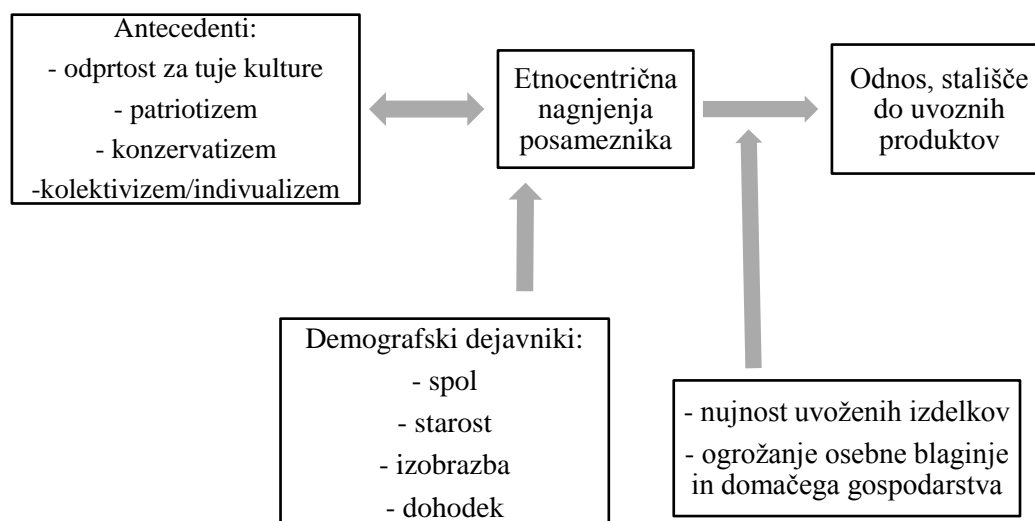 Antecedenti:
- odprtost za tuje kulture
- patriotizem
- konzervatizem
-kolektivizem/indivualizem
Etnocentrična
nagnjenja
posameznika
Odnos, stališče
do uvoznih
produktov
Demografski dejavniki:
- spol
- starost
- izobrazba
- dohodek
- nujnost uvoženih izdelkov
- ogrožanje osebne blaginje
in domačega gospodarstva